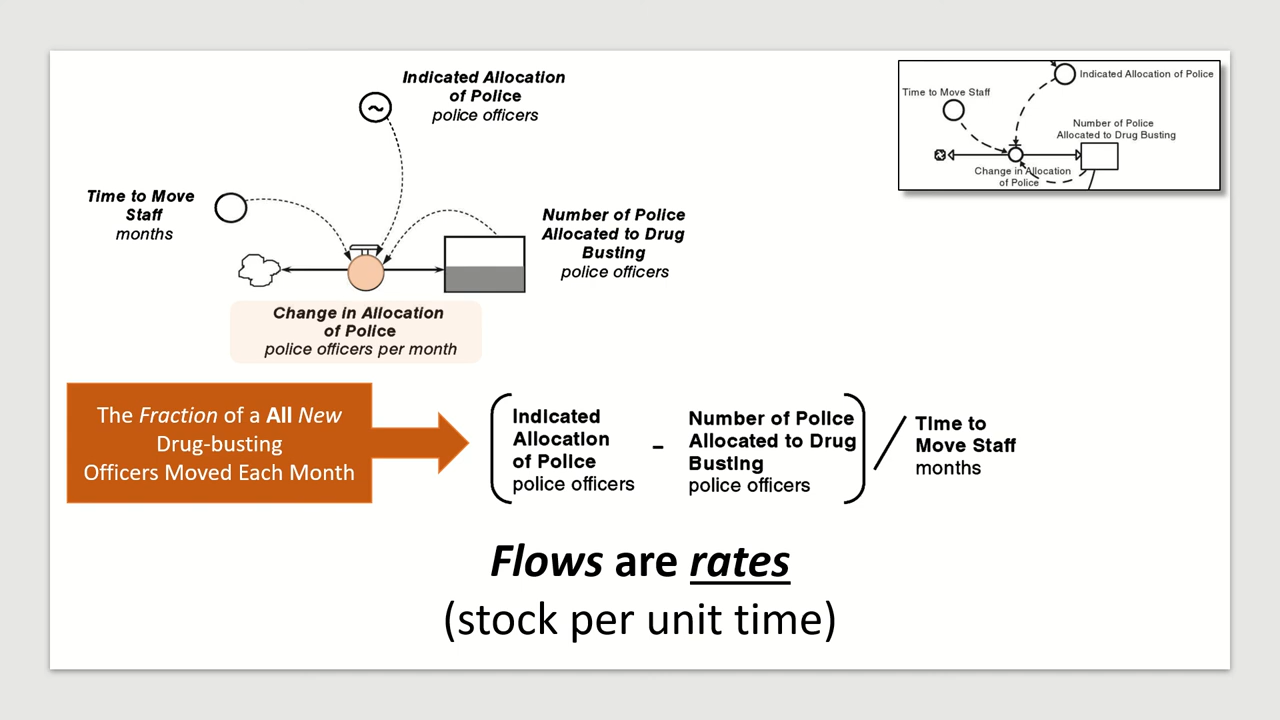 Indicated Allocation
of Police
police officers
Time to Move
Staff
months
Number of Police
Allocated to Drug
Busting
police officers
Change in Allocation
of Police
police officers per month
Indicated Allocation of Police
Time to Move Staff
Number of Police
Allocated to Drug Busting
Change in Allocation
of Police
The Fraction of a All New
Drug-busting
Officers Moved Each Month
Indicated
Allocation
of Police
police officers
-
Number of Police
Allocated to Drug
Busting
police officers
/
Time to
Move Staff
months
Flows are rates
(stock per unit time)